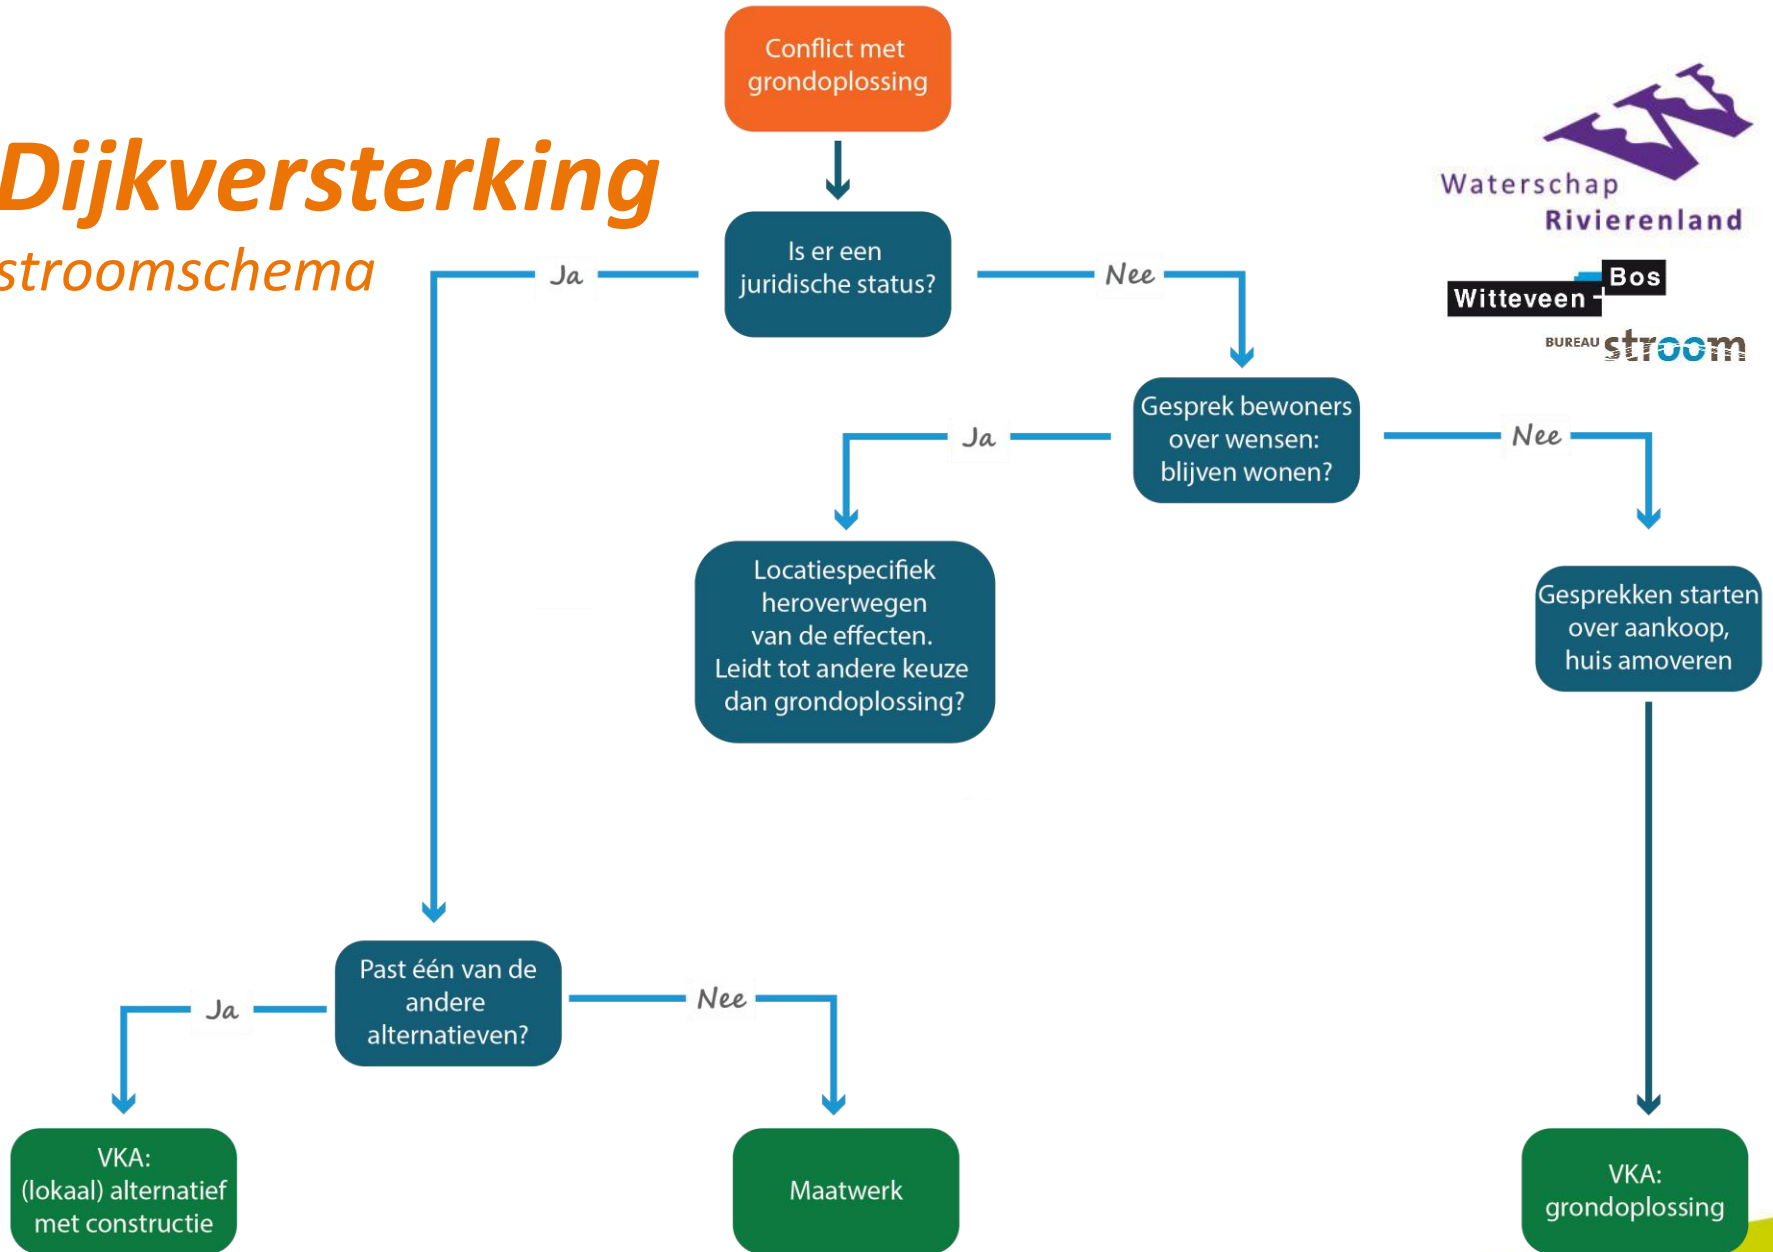 Conflict met
grondoplossing
Dijkversterking
stroomschema
Waterschap
Rivierenland
Witteveen + Bos
BUREAU stroom
Is er een
juridische status?
Ja
Nee
Gesprek bewoners
over wensen:
blijven wonen?
Ja
Nee
Locatiespecifiek
heroverwegen
van de effecten.
Leidt tot andere keuze
dan grondoplossing?
Gesprekken starten
over aankoop,
huis amoveren
Past één van de
andere
alternatieven?
Ja
Nee
VKA:
(lokaal) alternatief
met constructie
Maatwerk
VKA:
grondoplossing